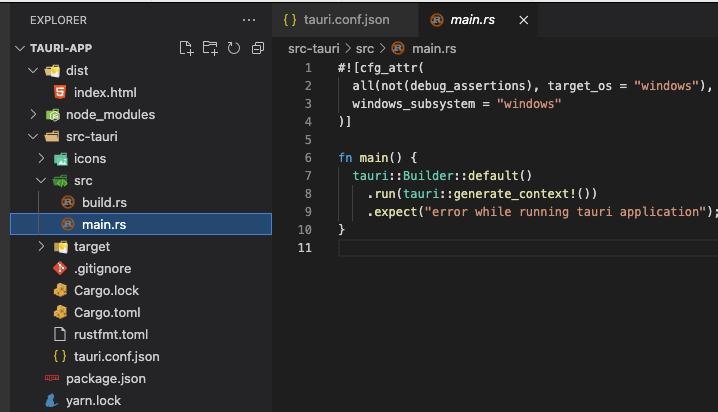 EXPLORER
TAURI-APP
dist
index.html
node_modules
src-tauri
icons
src
build.rs
main.rs
target
.gitignore
Cargo.lock
Cargo.toml
rustfmt.toml
{ } tauri.conf.json
package.json
yarn.lock
{ } tauri.conf.json
main.rs
src-tauri > src > main.rs
1 #![cfg_attr(
2 all(not(debug_assertions), target_os = "windows"),
3 windows_subsystem = "windows"
4 )]
5
6 fn main() {
7 tauri::Builder::default()
8 .run(tauri::generate_context!())
9 .expect("error while running tauri application");
10 }
11